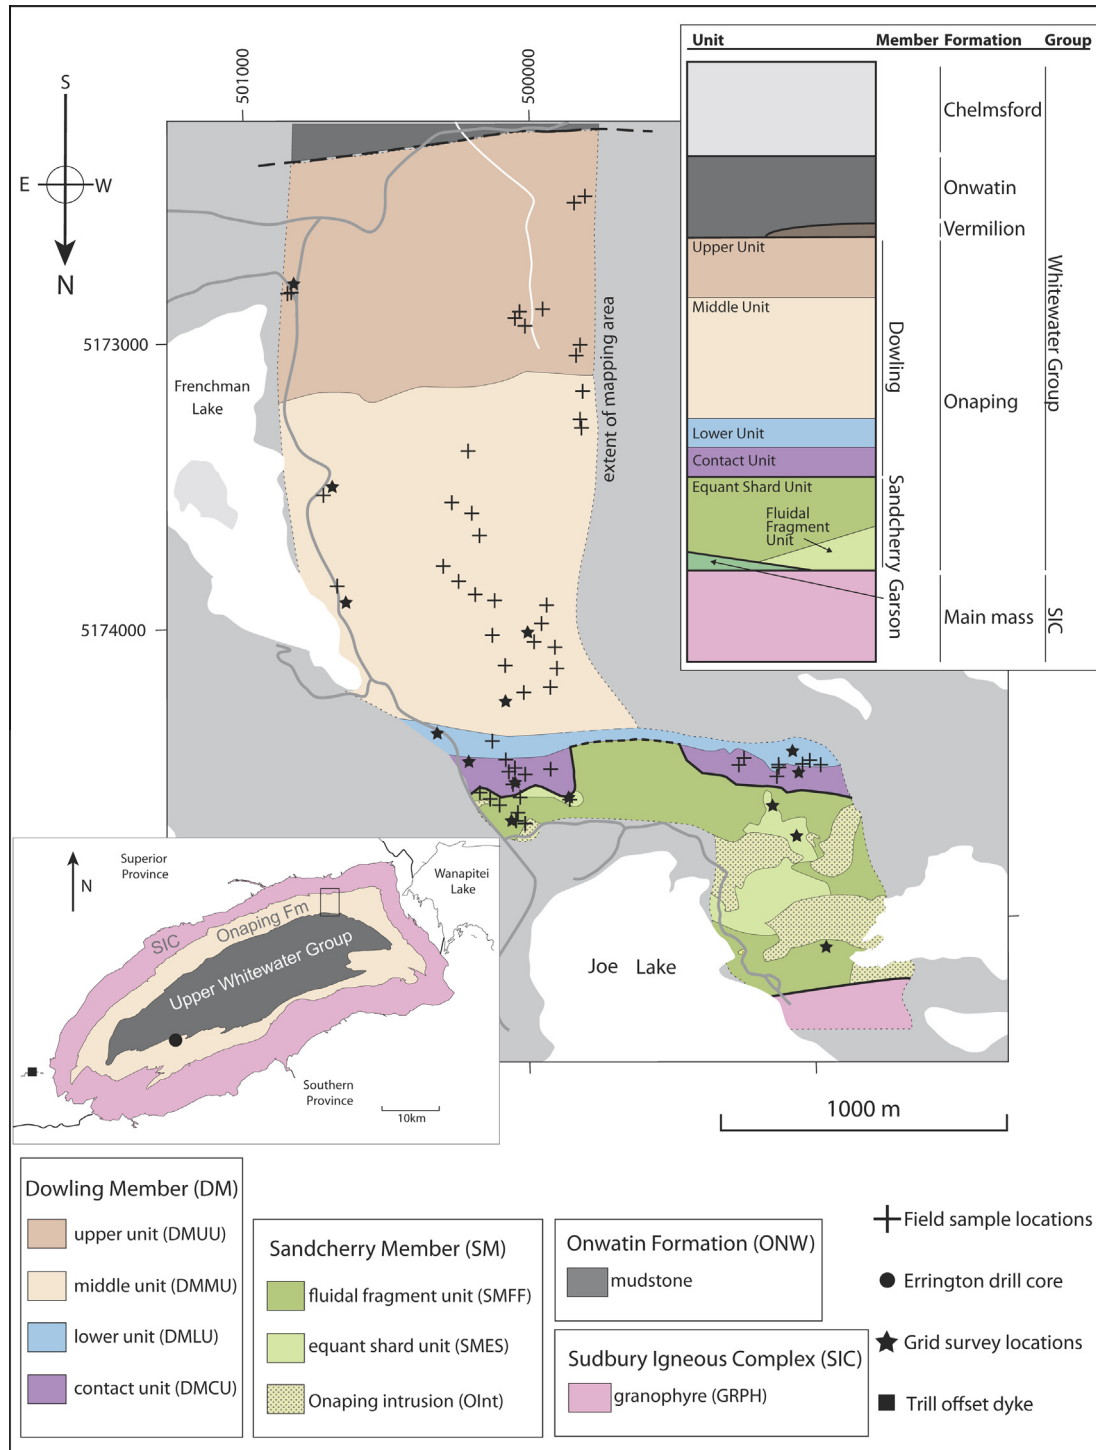 Unit Member Formation Group
Chelmsford
Onwatin
Vermilion
Upper Unit
Middle Unit
Lower Unit
Contact Unit
Equant Shard Unit
Fluidal
Fragment
Unit
Dowling
Sandcherry
Garson
Onaping
Main mass
Whitewater Group
SIC
501000
500000
S
E
W
N
5173000
5174000
Frenchman
Lake
extent of mapping area
Joe Lake
1000 m
N
Superior
Province
Wanapitei
Lake
SIC
Onaping Fm
Upper Whitewater Group
Southern
Province
10km
Dowling Member (DM)
upper unit (DMUU)
middle unit (DMMU)
lower unit (DMLU)
contact unit (DMCU)
Sandcherry Member (SM)
fluidal fragment unit (SMFF)
equant shard unit (SMES)
Onaping intrusion (OInt)
Onwatin Formation (ONW)
mudstone
Sudbury Igneous Complex (SIC)
granophyre (GRPH)
Field sample locations
Errington drill core
Grid survey locations
Trill offset dyke